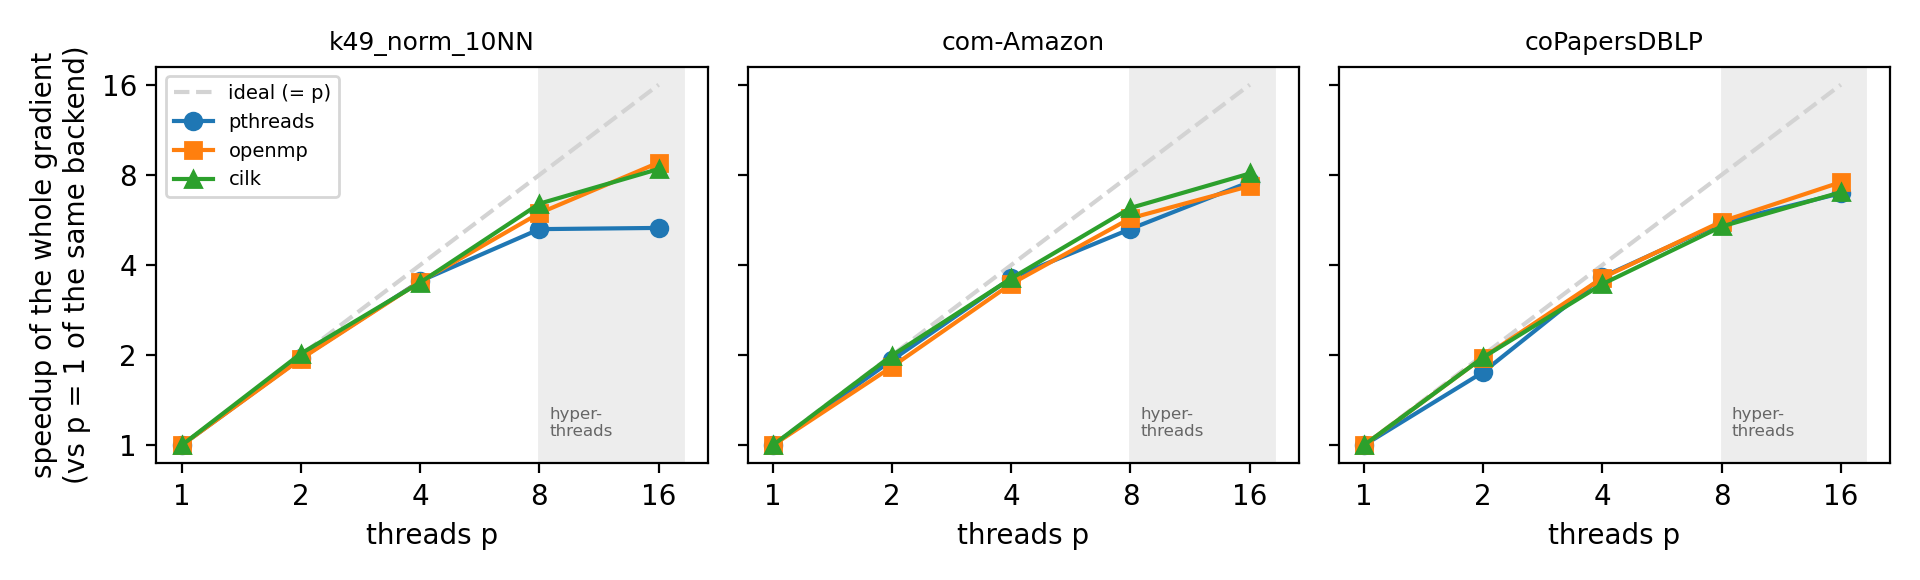 k49_norm_10NN
com-Amazon
coPapersDBLP
speedup of the whole gradient
(vs p = 1 of the same backend)
16
8
4
2
1
ideal (= p)
pthreads
openmp
cilk
hyper-
threads
hyper-
threads
hyper-
threads
1 2 4 8 16
1 2 4 8 16
1 2 4 8 16
threads p
threads p
threads p